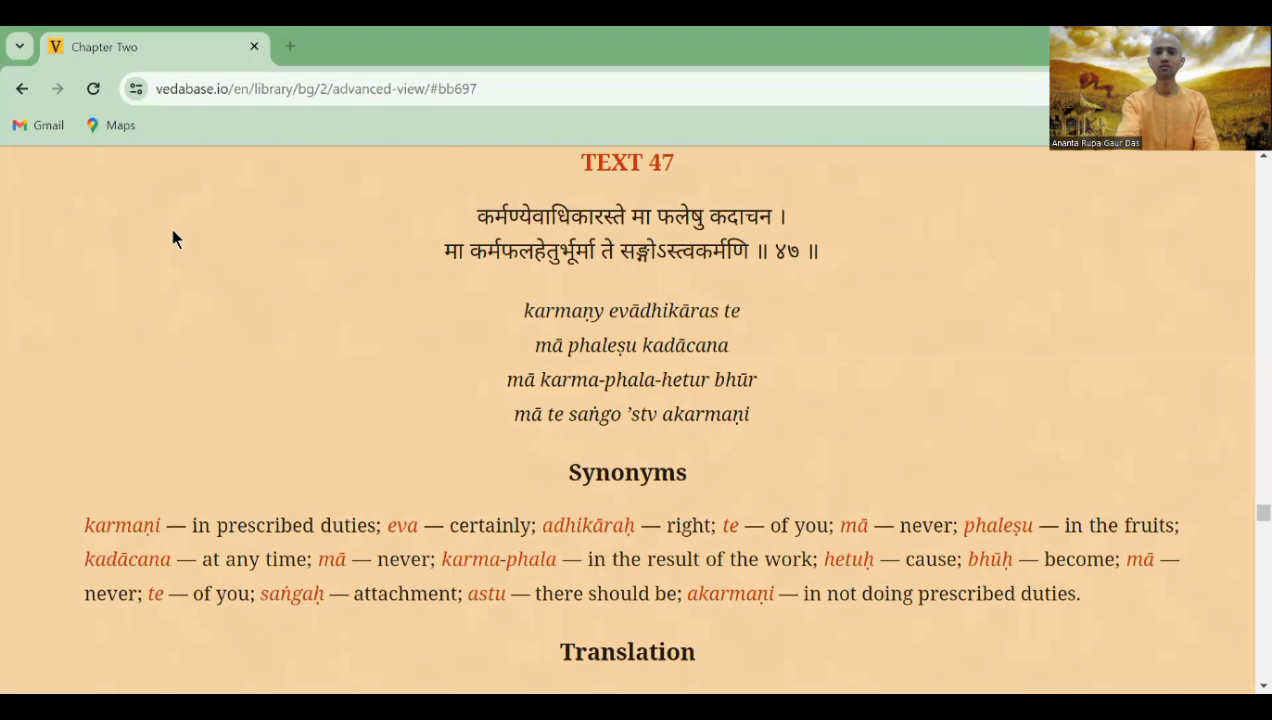 V Chapter Two
vedabase.io/en/library/bg/2/advanced-view/#bb697
Gmail Maps
Ananta Rupa Gaur Das
TEXT 47
कर्मण्येवाधिकारस्ते मा फलेषु कदाचन ।
मा कर्मफलहेतुर्भूर्मा ते सङ्गोऽस्त्वकर्मणि ॥ ४७ ॥
karmaṇy evādhikāras te
mā phaleṣu kadācana
mā karma-phala-hetur bhūr
mā te saṅgo ’stv akarmaṇi
Synonyms
karmaṇi — in prescribed duties; eva — certainly; adhikāraḥ — right; te — of you; mā — never; phaleṣu — in the fruits;
kadācana — at any time; mā — never; karma-phala — in the result of the work; hetuḥ — cause; bhūḥ — become; mā —
never; te — of you; saṅgaḥ — attachment; astu — there should be; akarmaṇi — in not doing prescribed duties.
Translation